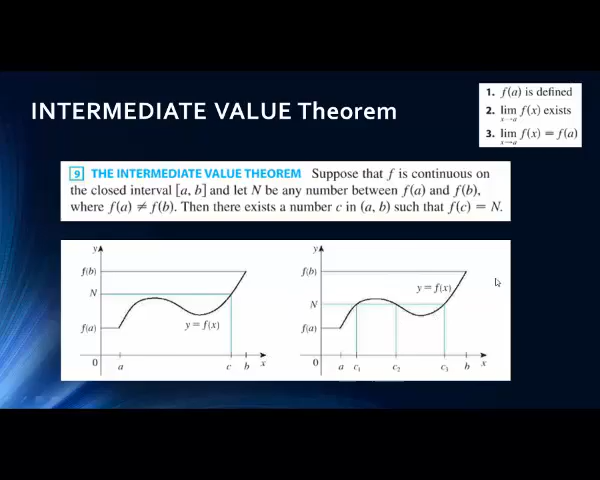 INTERMEDIATE VALUE Theorem
1. f(a) is defined
2. lim f(x) exists
x→a
3. lim f(x) = f(a)
x→a
9 THE INTERMEDIATE VALUE THEOREM Suppose that f is continuous on
the closed interval [a, b] and let N be any number between f(a) and f(b),
where f(a) ≠ f(b). Then there exists a number c in (a, b) such that f(c) = N.
y
f(b)
N
f(a)
y = f(x)
0 a c b x
y
f(b)
y = f(x)
N
f(a)
0 a c₁ c₂ c₃ b x